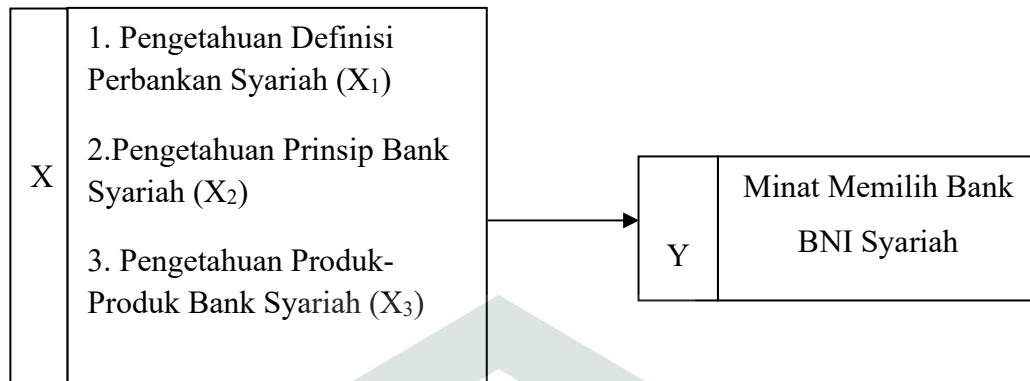 X
1. Pengetahuan Definisi
Perbankan Syariah (X₁)
2.Pengetahuan Prinsip Bank
Syariah (X₂)
3. Pengetahuan Produk-
Produk Bank Syariah (X₃)
Y
Minat Memilih Bank
BNI Syariah